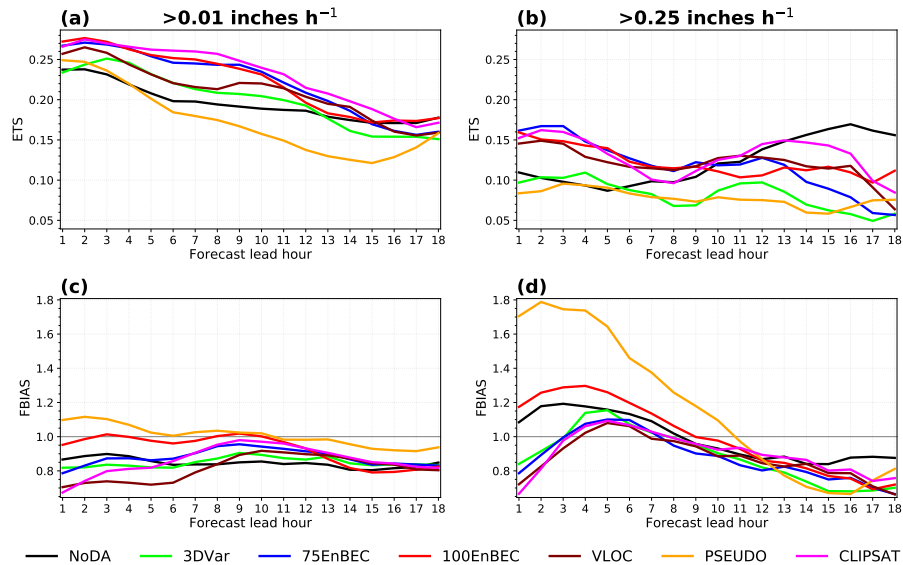 (a) >0.01 inches h⁻¹
(b) >0.25 inches h⁻¹
ETS
0.25
0.20
0.15
0.10
0.05
1 2 3 4 5 6 7 8 9 10 11 12 13 14 15 16 17 18
Forecast lead hour
ETS
0.25
0.20
0.15
0.10
0.05
1 2 3 4 5 6 7 8 9 10 11 12 13 14 15 16 17 18
Forecast lead hour
(c)
FBIAS
1.8
1.6
1.4
1.2
1.0
0.8
1 2 3 4 5 6 7 8 9 10 11 12 13 14 15 16 17 18
Forecast lead hour
(d)
FBIAS
1.8
1.6
1.4
1.2
1.0
0.8
1 2 3 4 5 6 7 8 9 10 11 12 13 14 15 16 17 18
Forecast lead hour
NoDA 3DVar 75EnBEC 100EnBEC VLOC PSEUDO CLIPSAT